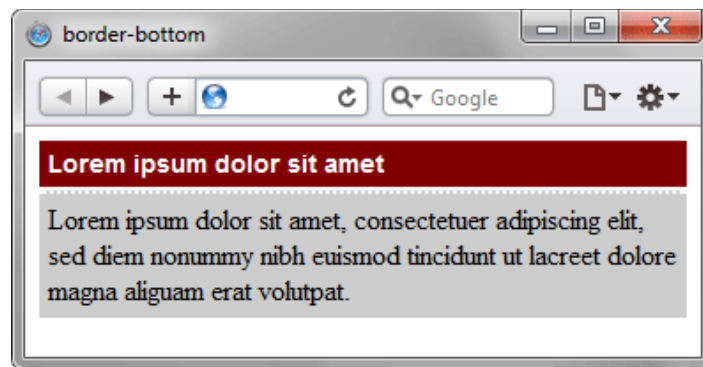 border-bottom
Google
Lorem ipsum dolor sit amet
Lorem ipsum dolor sit amet, consectetuer adipiscing elit,
sed diem nonummy nibh euismod tincidunt ut lacreet dolore
magna aliguam erat volutpat.